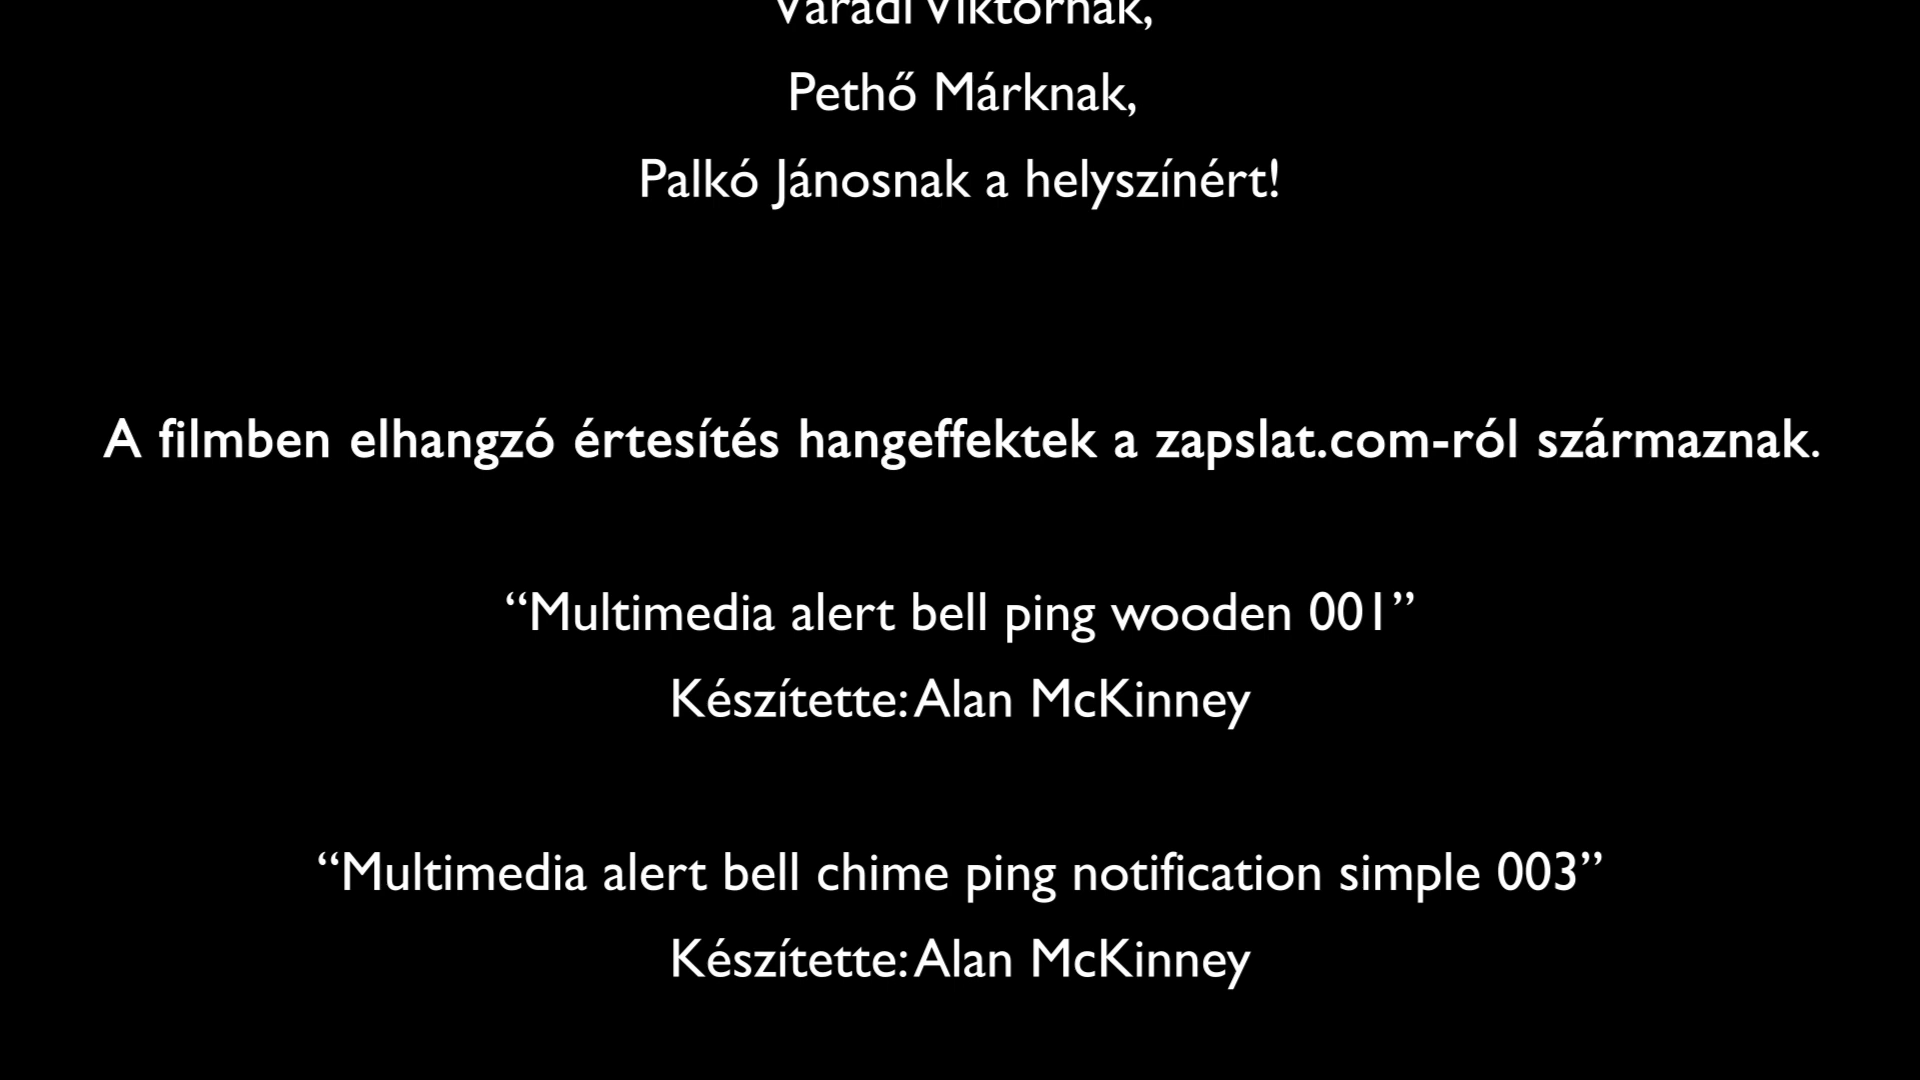 Váradi Viktornak,
Pethő Márknak,
Palkó Jánosnak a helyszínért!
A filmben elhangzó értesítés hangeffektek a zapslat.com-ról származnak.
“Multimedia alert bell ping wooden 001”
Készítette: Alan McKinney
“Multimedia alert bell chime ping notification simple 003”
Készítette: Alan McKinney